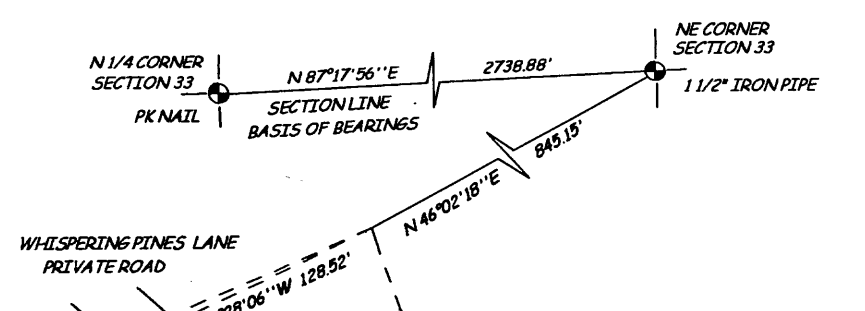 NE CORNER
SECTION 33
N 1/4 CORNER
SECTION 33
N 87°17'56''E
2738.88'
1 1/2" IRON PIPE
PK NAIL
SECTION LINE
BASIS OF BEARINGS
845.15'
N 46°02'18''E
WHISPERING PINES LANE
PRIVATE ROAD
128.52'